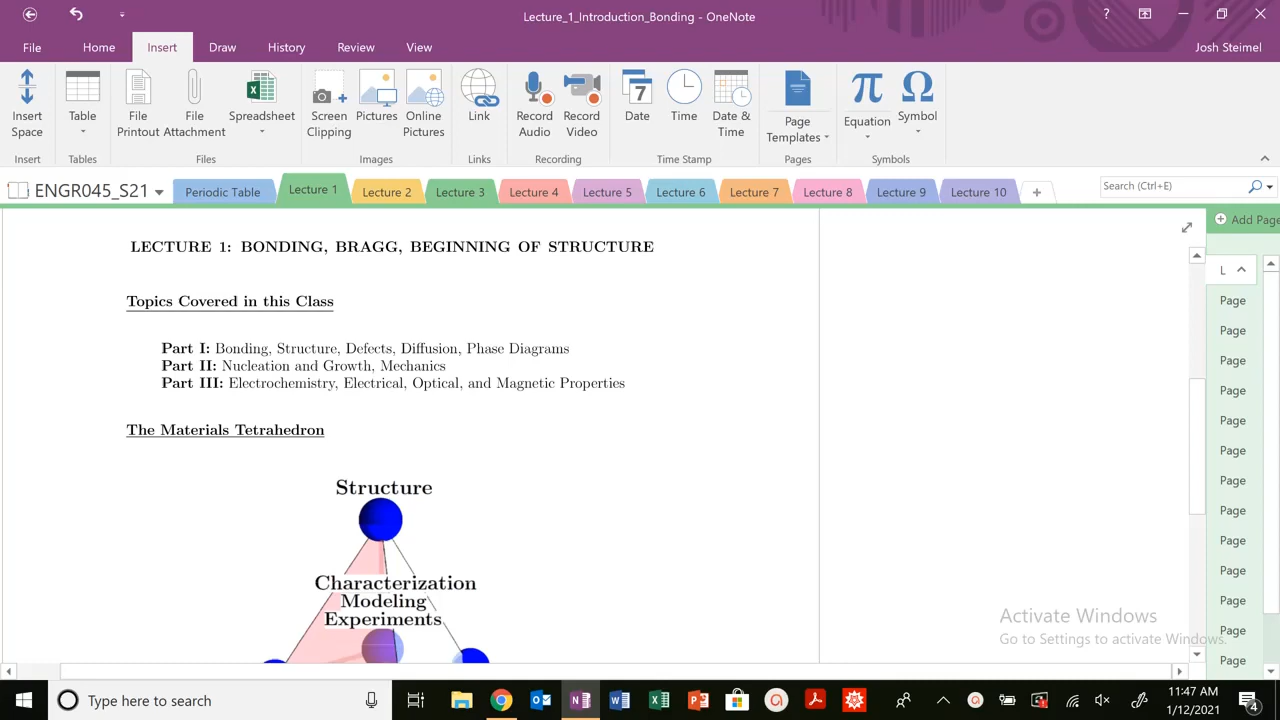 Lecture_1_Introduction_Bonding - OneNote
?
File Home Insert Draw History Review View Josh Steimel
Insert Space
Table
File Printout
File Attachment
Spreadsheet
Screen Clipping
Pictures
Online Pictures
Link
Record Audio
Record Video
7
Date
Time
Date & Time
Page Templates
π
Equation
Ω
Symbol
Insert Tables Files Images Links Recording Time Stamp Pages Symbols
ENGR045_S21 Periodic Table Lecture 1 Lecture 2 Lecture 3 Lecture 4 Lecture 5 Lecture 6 Lecture 7 Lecture 8 Lecture 9 Lecture 10 + Search (Ctrl+E)
Add Page
LECTURE 1: BONDING, BRAGG, BEGINNING OF STRUCTURE
Topics Covered in this Class
Part I: Bonding, Structure, Defects, Diffusion, Phase Diagrams
Part II: Nucleation and Growth, Mechanics
Part III: Electrochemistry, Electrical, Optical, and Magnetic Properties
The Materials Tetrahedron
Structure
Characterization
Modeling
Experiments
L
Page
Page
Page
Page
Page
Page
Page
Page
Page
Page
Page
Page
Page
Activate Windows
Go to Settings to activate Windows.
Type here to search
11:47 AM
1/12/2021
4